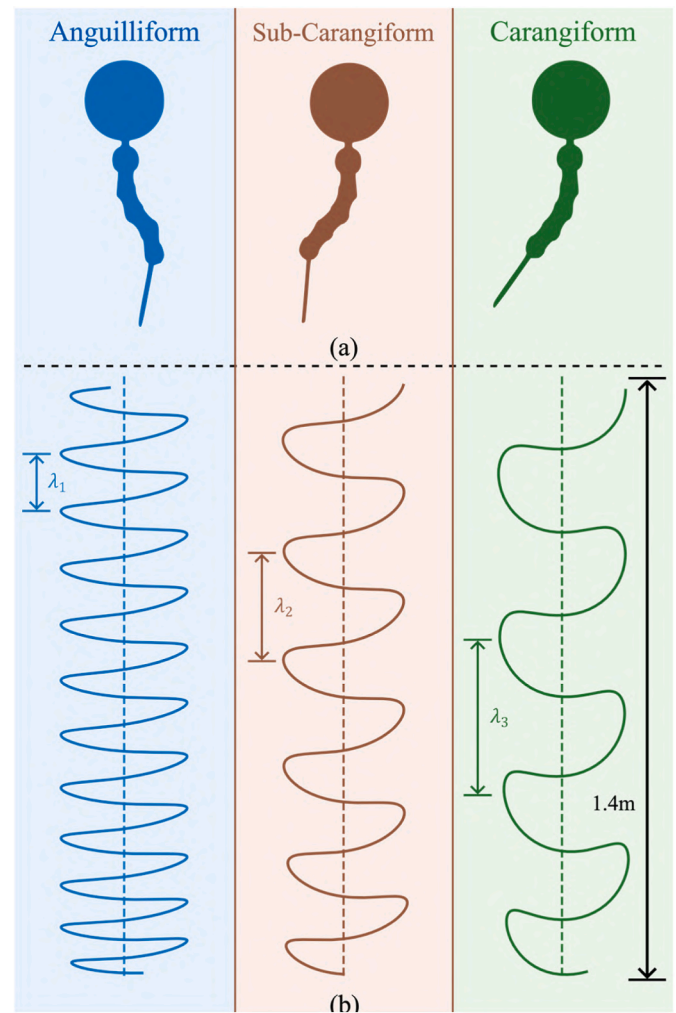 Anguilliform
Sub-Carangiform
Carangiform
(a)
λ₁
λ₂
λ₃
1.4m
(b)